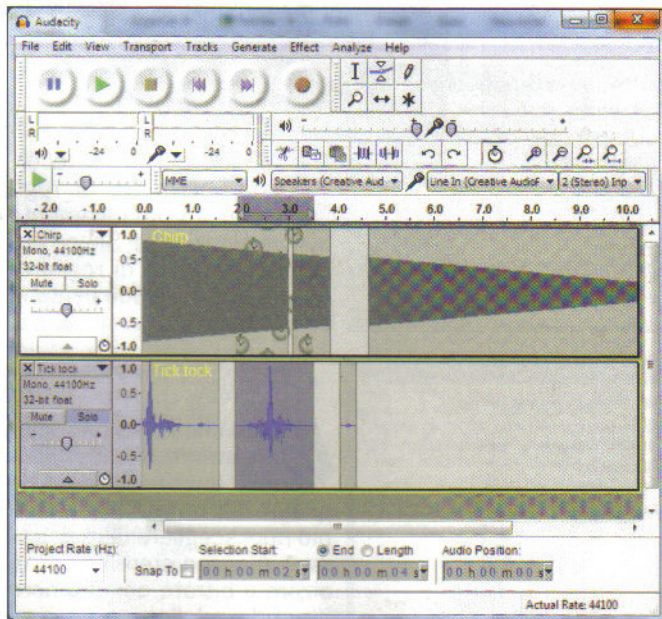 Audacity
File Edit View Transport Tracks Generate Effect Analyze Help
L
R
-24 0
L
R
-24 0
- +
- +
MME
Speakers (Creative Aud
Line In (Creative AudioF
2 (Stereo) Inp
-2.0 -1.0 0.0 1.0 2.0 3.0 4.0 5.0 6.0 7.0 8.0 9.0 10.0
X Chirp
Mono, 44100Hz
32-bit float
Mute Solo
- +
1.0
0.5
0.0
-0.5
-1.0
Chirp
X Tick tock
Mono, 44100Hz
32-bit float
Mute Solo
- +
1.0
0.5
0.0
-0.5
-1.0
Tick tock
Project Rate (Hz):
44100
Snap To
Selection Start:
00 h 00 m 02 s
End Length
00 h 00 m 04 s
Audio Position:
00 h 00 m 00 s
Actual Rate: 44100